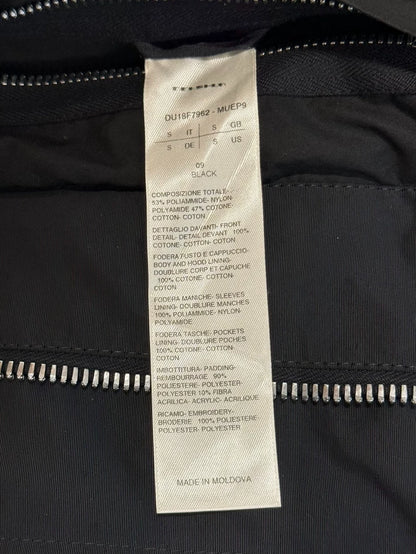 DU18F7962 - MUEP9
S IT S GB
S DE S US
09
BLACK
COMPOSIZIONE TOTALE-
53% POLIAMMIDE- NYLON-
POLYAMIDE 47% COTONE-
COTTON- COTON
DETTAGLIO DAVANTI- FRONT
DETAIL- DETAIL DEVANT 100%
COTONE- COTTON- COTON
FODERA FUSTO E CAPPUCCIO-
BODY AND HOOD LINING-
DOUBLURE CORP ET CAPUCHE
100% COTONE- COTTON-
COTON
FODERA MANICHE- SLEEVES
LINING- DOUBLURE MANCHES
100% POLIAMMIDE- NYLON-
POLYAMIDE
FODERA TASCHE- POCKETS
LINING- DOUBLURE POCHES
100% COTONE- COTTON-
COTON
IMBOTTITURA- PADDING-
REMBOURRAGE 90%
POLIESTERE- POLYESTER-
POLYESTER 10% FIBRA
ACRILICA- ACRYLIC- ACRYLIQUE
RICAMO- EMBROIDERY-
BRODERIE 100% POLIESTERE-
POLYESTER- POLYESTER
MADE IN MOLDOVA